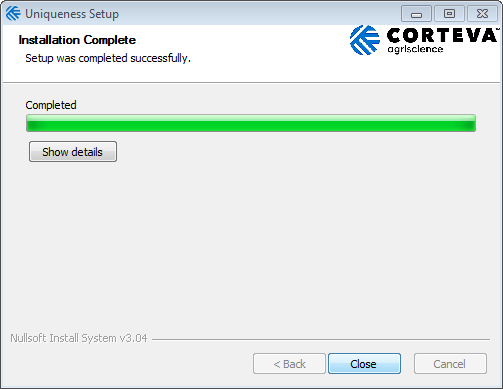 Uniqueness Setup
Installation Complete
Setup was completed successfully.
CORTEVA™
agriscience
Completed
Show details
Nullsoft Install System v3.04
< Back
Close
Cancel